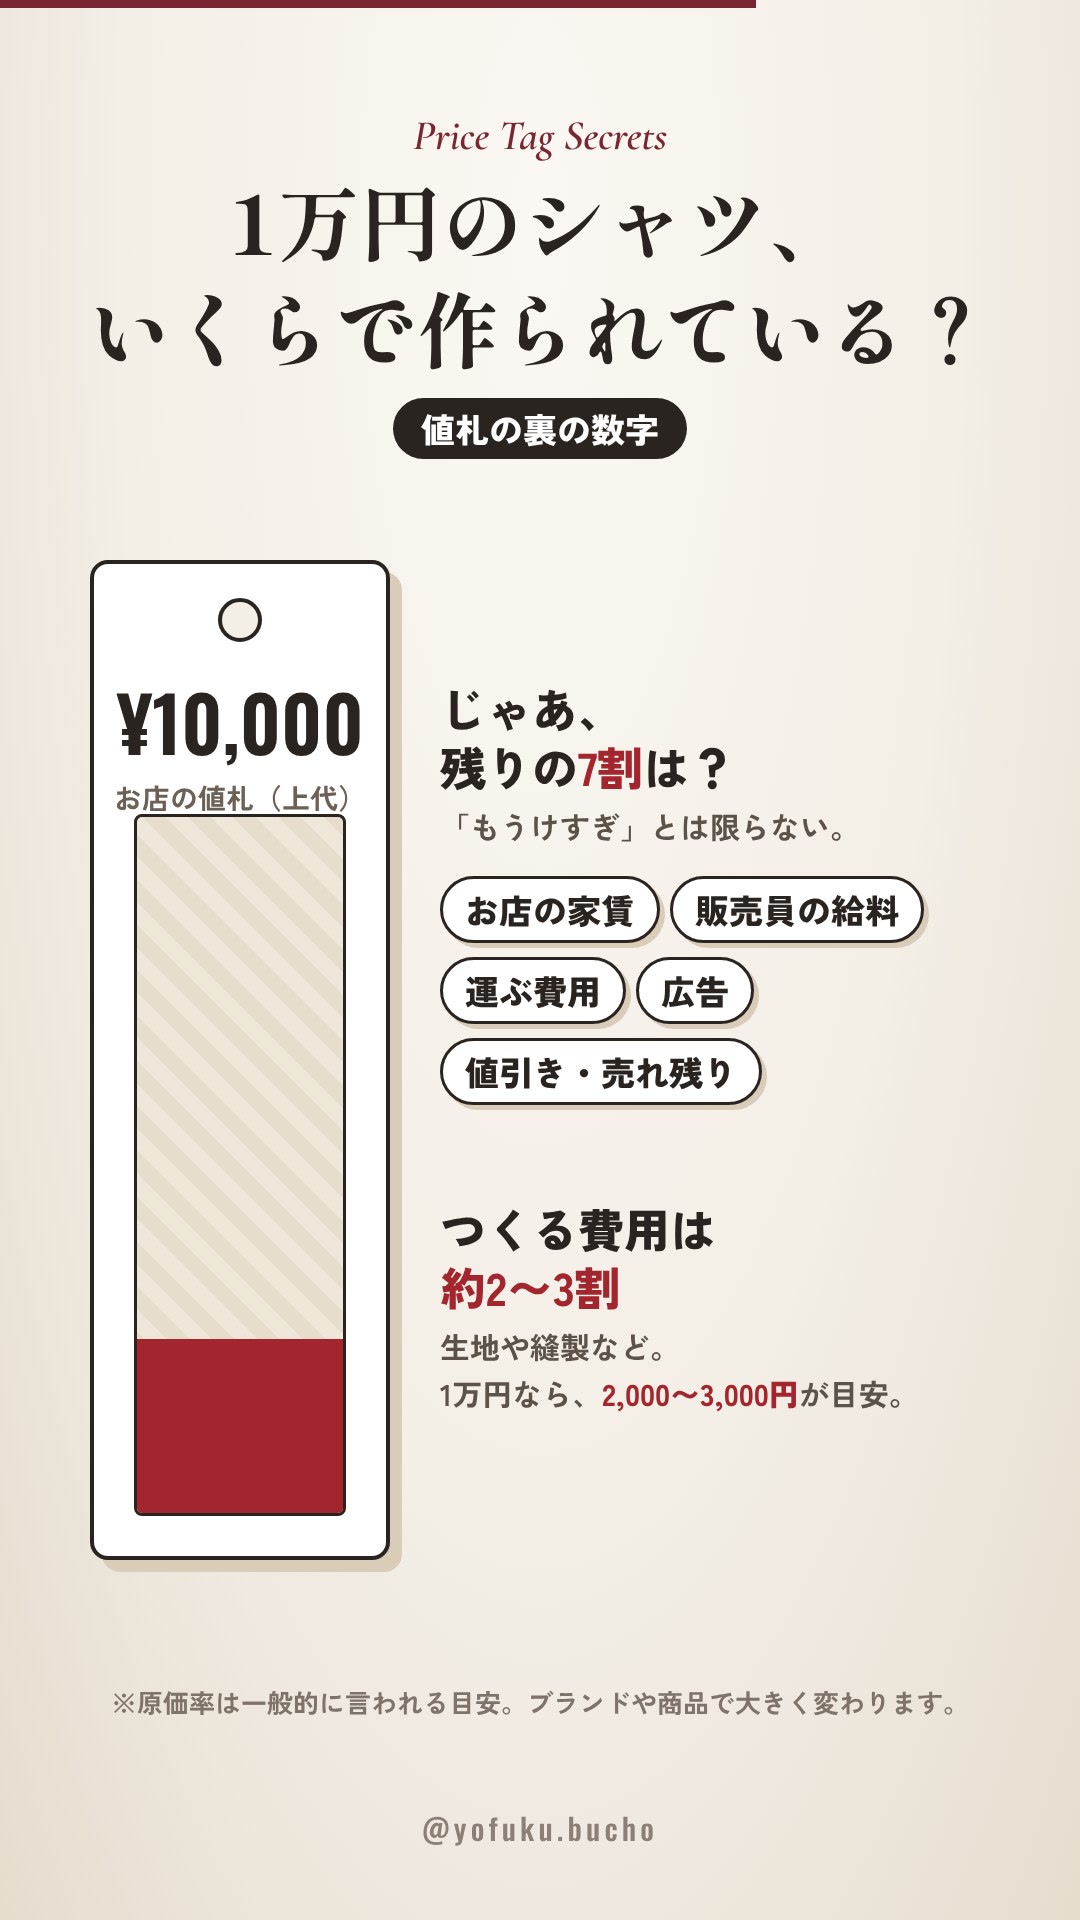 Price Tag Secrets
1万円のシャツ、
いくらで作られている？
値札の裏の数字
¥10,000
お店の値札（上代）
じゃあ、
残りの7割は？
「もうけすぎ」とは限らない。
お店の家賃
販売員の給料
運ぶ費用
広告
値引き・売れ残り
つくる費用は
約2〜3割
生地や縫製など。
1万円なら、2,000〜3,000円が目安。
※原価率は一般的に言われる目安。ブランドや商品で大きく変わります。
@yofuku.bucho